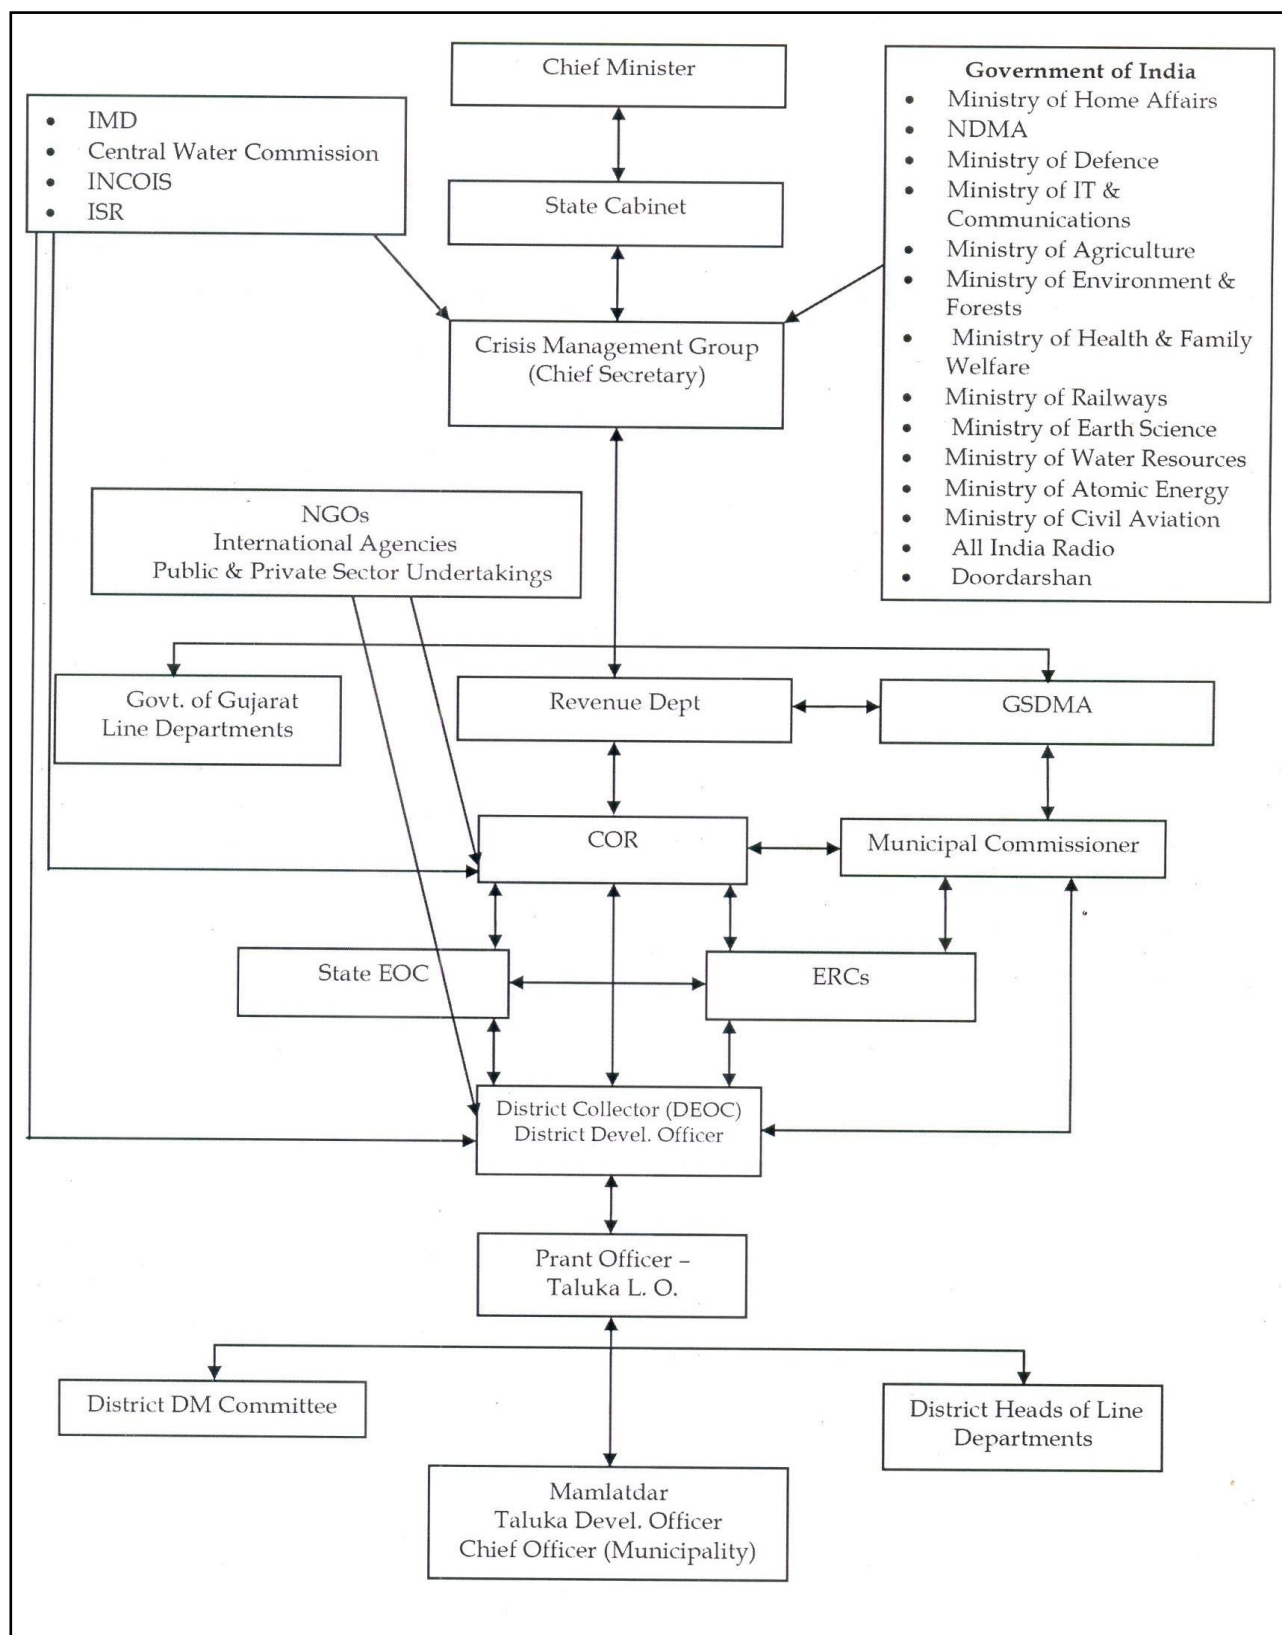 Chief Minister
Government of India
• Ministry of Home Affairs
• NDMA
• Ministry of Defence
• Ministry of IT &
Communications
• Ministry of Agriculture
• Ministry of Environment &
Forests
• Ministry of Health & Family
Welfare
• Ministry of Railways
• Ministry of Earth Science
• Ministry of Water Resources
• Ministry of Atomic Energy
• Ministry of Civil Aviation
• All India Radio
• Doordarshan
• IMD
• Central Water Commission
• INCOIS
• ISR
State Cabinet
Crisis Management Group
(Chief Secretary)
NGOs
International Agencies
Public & Private Sector Undertakings
Govt. of Gujarat
Line Departments
Revenue Dept
GSDMA
COR
Municipal Commissioner
State EOC
ERCs
District Collector (DEOC)
District Devel. Officer
Prant Officer –
Taluka L. O.
District DM Committee
District Heads of Line
Departments
Mamlatdar
Taluka Devel. Officer
Chief Officer (Municipality)